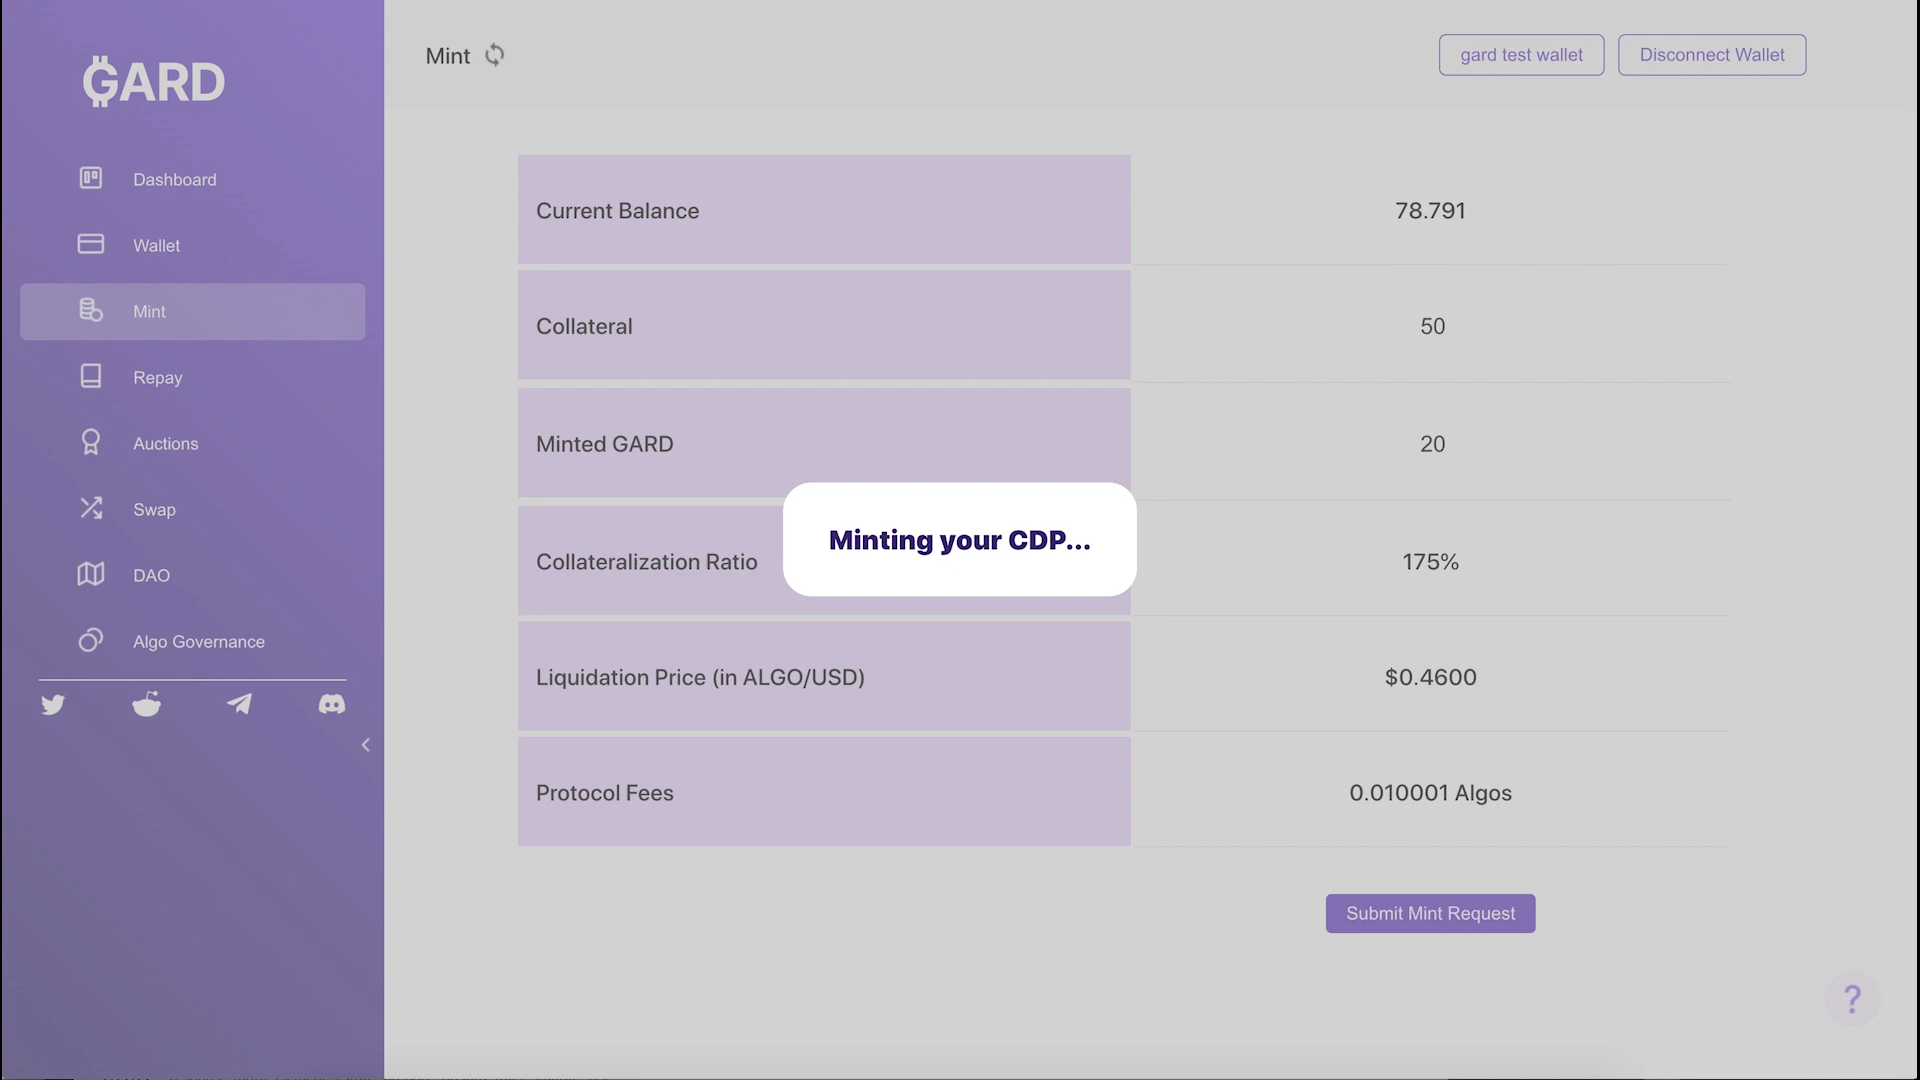 GARD
Dashboard
Wallet
Mint
Repay
Auctions
Swap
DAO
Algo Governance
Mint
gard test wallet
Disconnect Wallet
Current Balance 78.791
Collateral 50
Minted GARD 20
Minting your CDP...
Collateralization Ratio 175%
Liquidation Price (in ALGO/USD) $0.4600
Protocol Fees 0.010001 Algos
Submit Mint Request
?